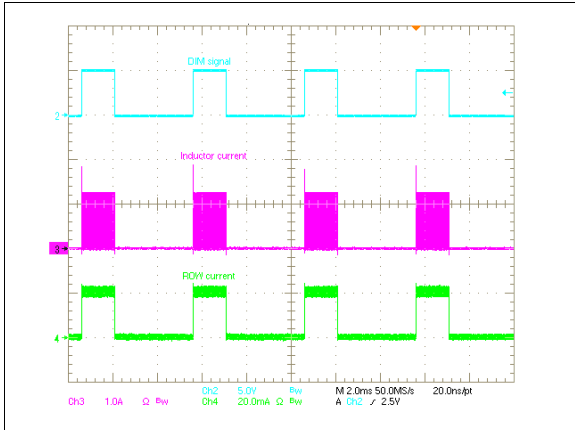 DIM signal
2
Inductor current
3
ROW current
4
Ch2 5.0V Bw M 2.0ms 50.0MS/s 20.0ns/pt
Ch3 1.0A Ω Bw Ch4 20.0mA Ω Bw A Ch2 ∕ 2.5V